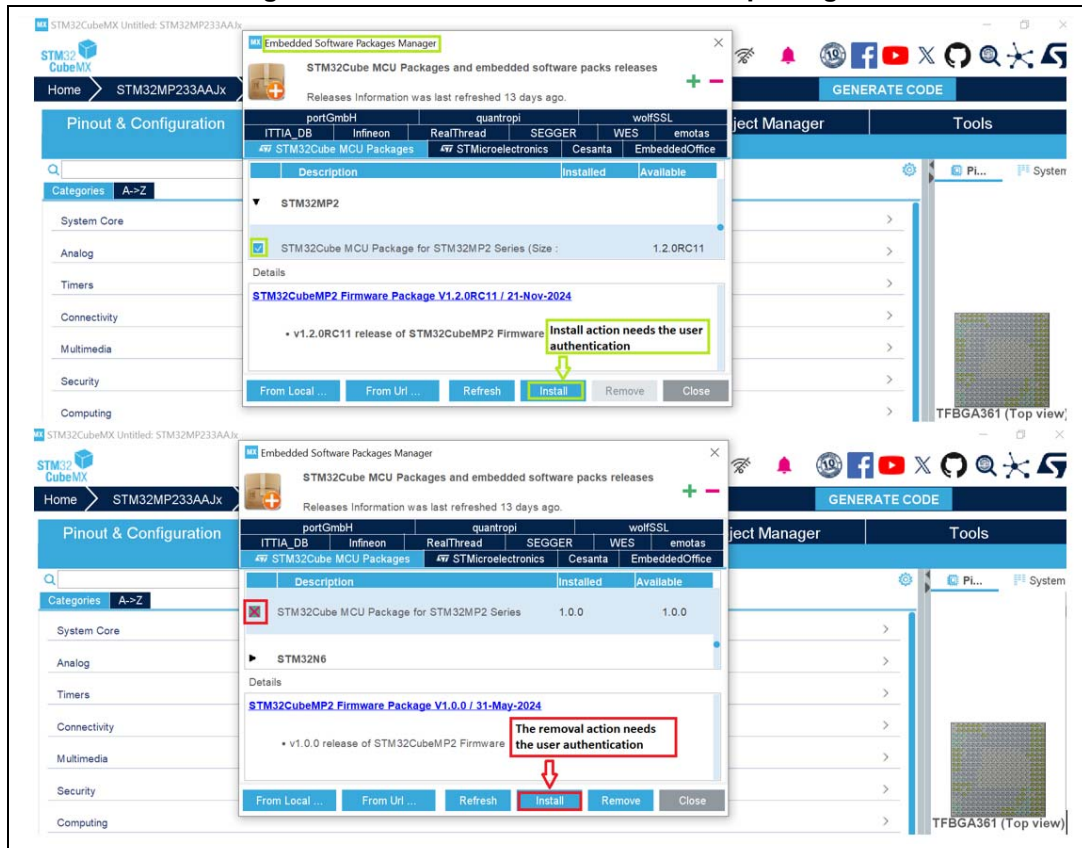 STM32CubeMX Untitled: STM32MP233AAJx
STM32
CubeMX
Home
STM32MP233AAJx
GENERATE CODE
Pinout & Configuration
ject Manager
Tools
Categories A->Z
System Core
Analog
Timers
Connectivity
Multimedia
Security
Computing
Pi...
System
TFBGA361 (Top view)
Embedded Software Packages Manager
STM32Cube MCU Packages and embedded software packs releases
Releases Information was last refreshed 13 days ago.
portGmbH quantropi wolfSSL
ITTIA_DB Infineon RealThread SEGGER WES emotas
STM32Cube MCU Packages STMicroelectronics Cesanta EmbeddedOffice
Description Installed Available
STM32MP2
STM32Cube MCU Package for STM32MP2 Series (Size : 1.2.0RC11
Details
STM32CubeMP2 Firmware Package V1.2.0RC11 / 21-Nov-2024
• v1.2.0RC11 release of STM32CubeMP2 Firmware
Install action needs the user
authentication
From Local ... From Url ... Refresh Install Remove Close
STM32CubeMX Untitled: STM32MP233AAJx
STM32
CubeMX
Home
STM32MP233AAJx
GENERATE CODE
Pinout & Configuration
ject Manager
Tools
Categories A->Z
System Core
Analog
Timers
Connectivity
Multimedia
Security
Computing
Pi...
System
TFBGA361 (Top view)
Embedded Software Packages Manager
STM32Cube MCU Packages and embedded software packs releases
Releases Information was last refreshed 13 days ago.
portGmbH quantropi wolfSSL
ITTIA_DB Infineon RealThread SEGGER WES emotas
STM32Cube MCU Packages STMicroelectronics Cesanta EmbeddedOffice
Description Installed Available
STM32Cube MCU Package for STM32MP2 Series 1.0.0 1.0.0
STM32N6
Details
STM32CubeMP2 Firmware Package V1.0.0 / 31-May-2024
• v1.0.0 release of STM32CubeMP2 Firmware
The removal action needs
the user authentication
From Local ... From Url ... Refresh Install Remove Close